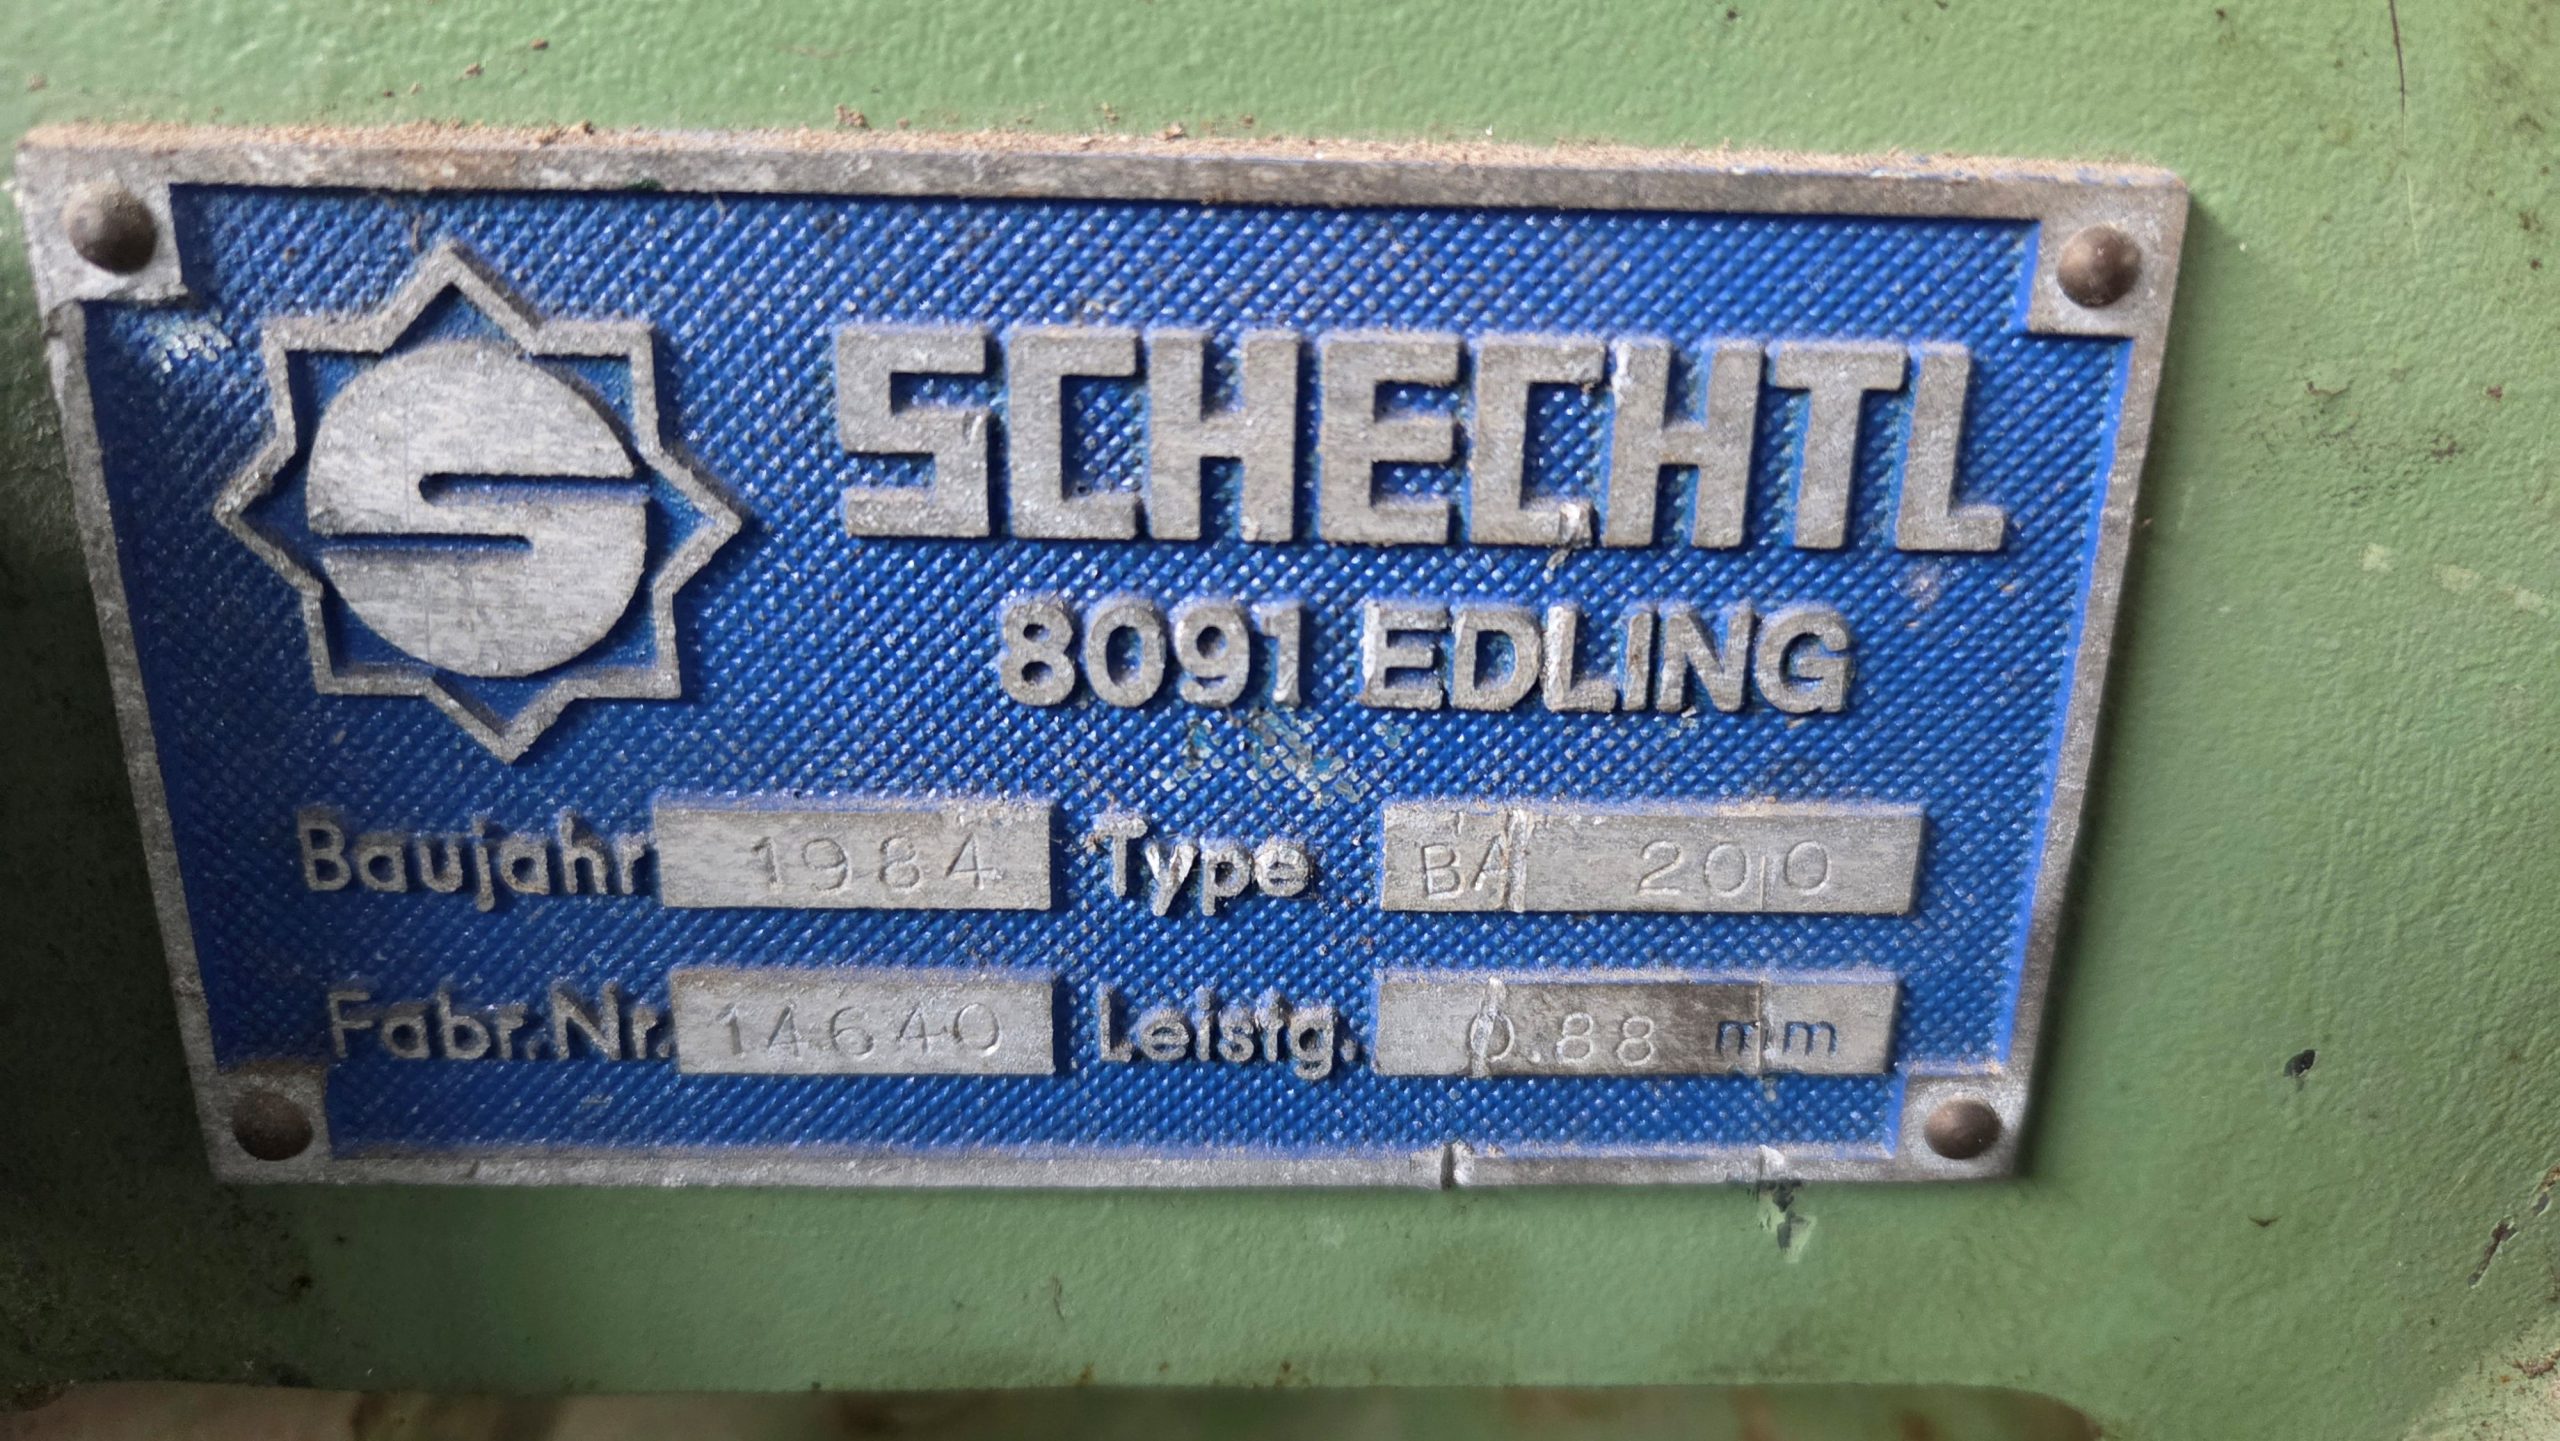 S
SCHECHTL
8091 EDLING
Baujahr 1984 Type BA 200
Fabr.Nr. 14640 Leistg. 0.88 mm